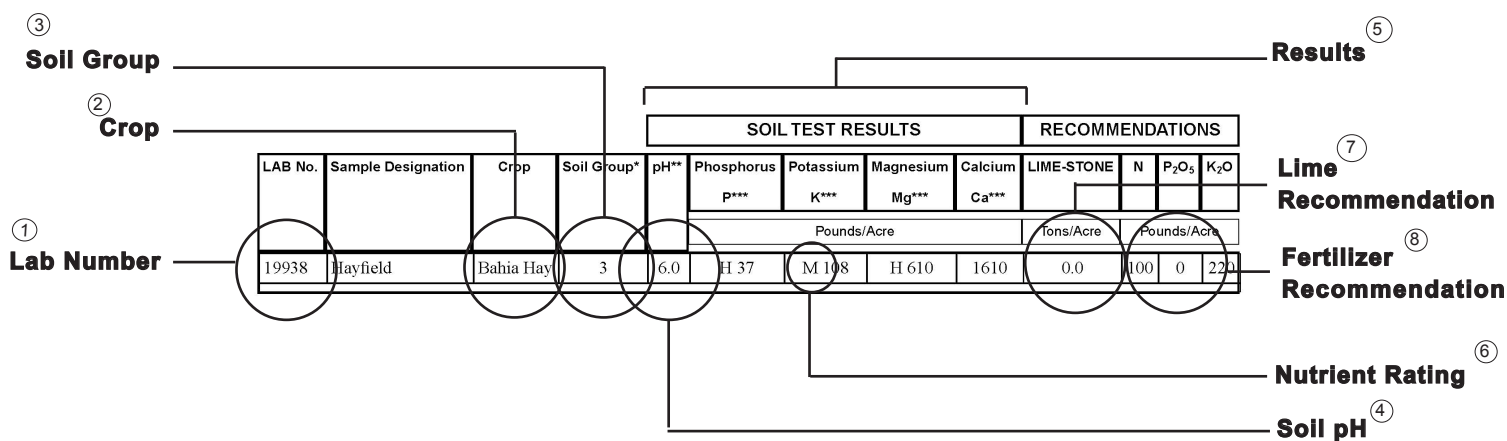 ③
Soil Group
②
Crop
①
Lab Number
⑤
Results
SOIL TEST RESULTS RECOMMENDATIONS
LAB No. Sample Designation Crop Soil Group* pH** Phosphorus Potassium Magnesium Calcium LIME-STONE N P₂O₅ K₂O
P*** K*** Mg*** Ca***
Pounds/Acre Tons/Acre Pounds/Acre
19938 Hayfield Bahia Hay 3 6.0 H 37 M 108 H 610 1610 0.0 100 0 220
⑦
Lime
Recommendation
⑧
Fertilizer
Recommendation
⑥
Nutrient Rating
④
Soil pH